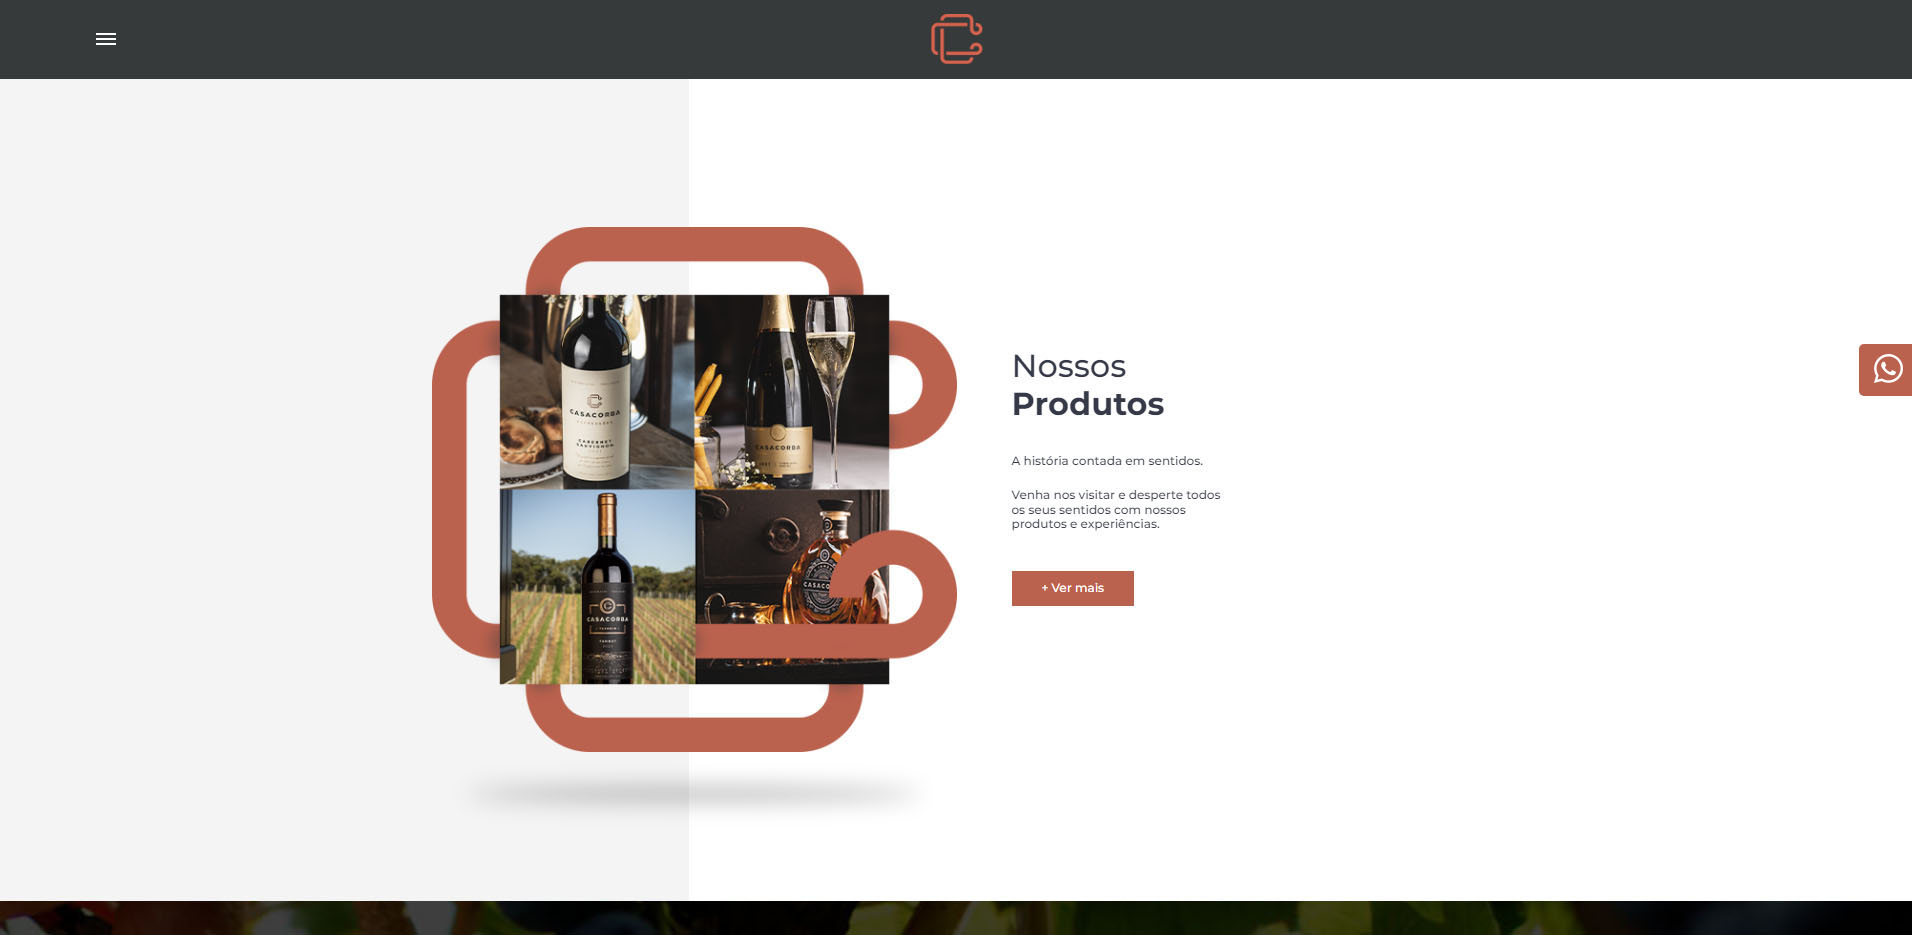 CASACORBA
CABERNET
SAUVIGNON
CASACORBA
CASACORBA
TANNAT
Nossos
Produtos
A história contada em sentidos.
Venha nos visitar e desperte todos
os seus sentidos com nossos
produtos e experiências.
+ Ver mais